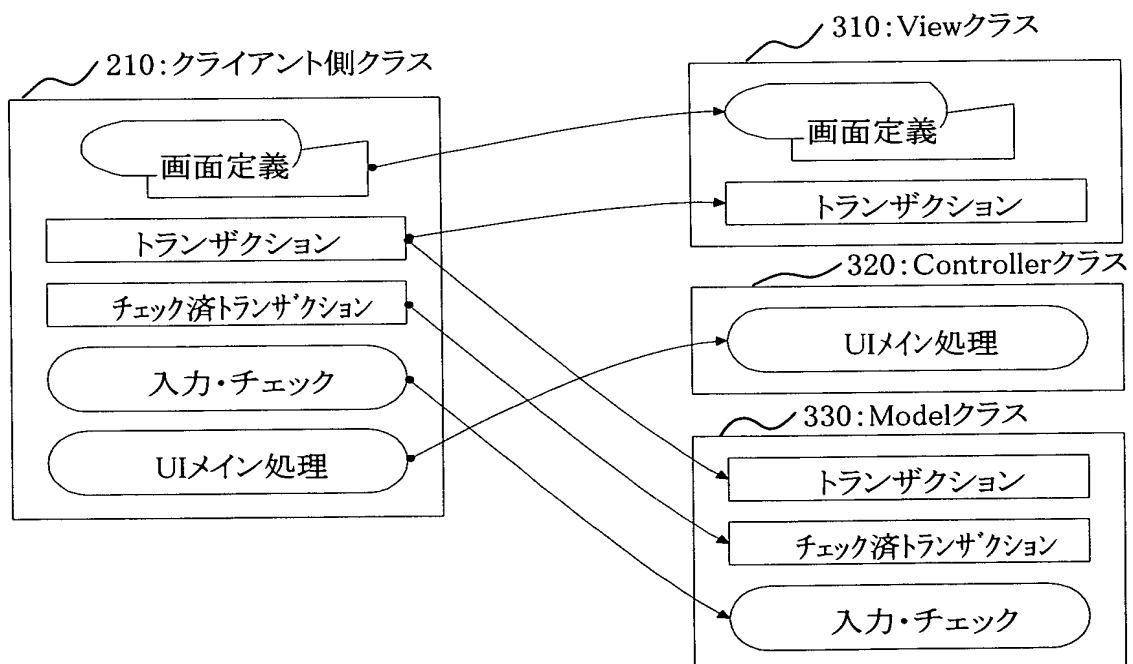 210:クライアント側クラス
画面定義
トランザクション
チェック済トランザクション
入力・チェック
UIメイン処理
310:Viewクラス
画面定義
トランザクション
320:Controllerクラス
UIメイン処理
330:Modelクラス
トランザクション
チェック済トランザクション
入力・チェック